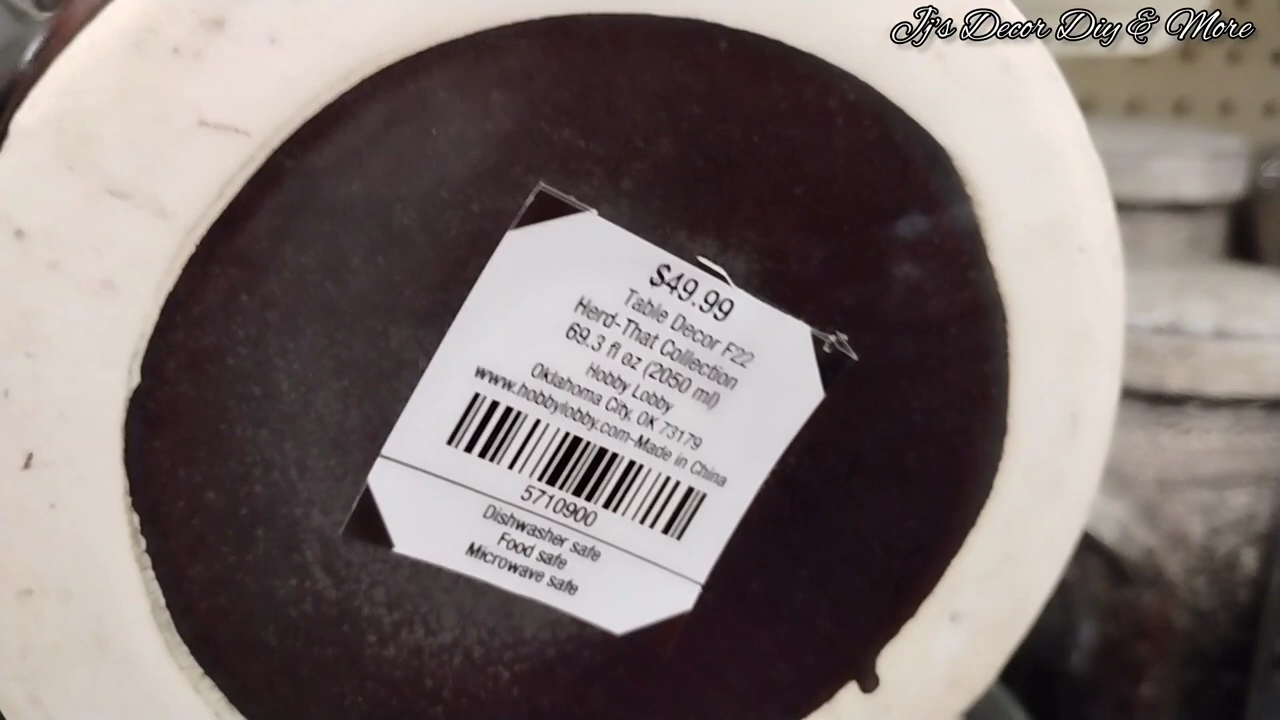 Jj's Decor Diy & More
$49.99
Table Decor F22
Herd-That Collection
69.3 fl oz (2050 ml)
Hobby Lobby
Oklahoma City, OK 73179
www.hobbylobby.com-Made in China
5710900
Dishwasher safe
Food safe
Microwave safe